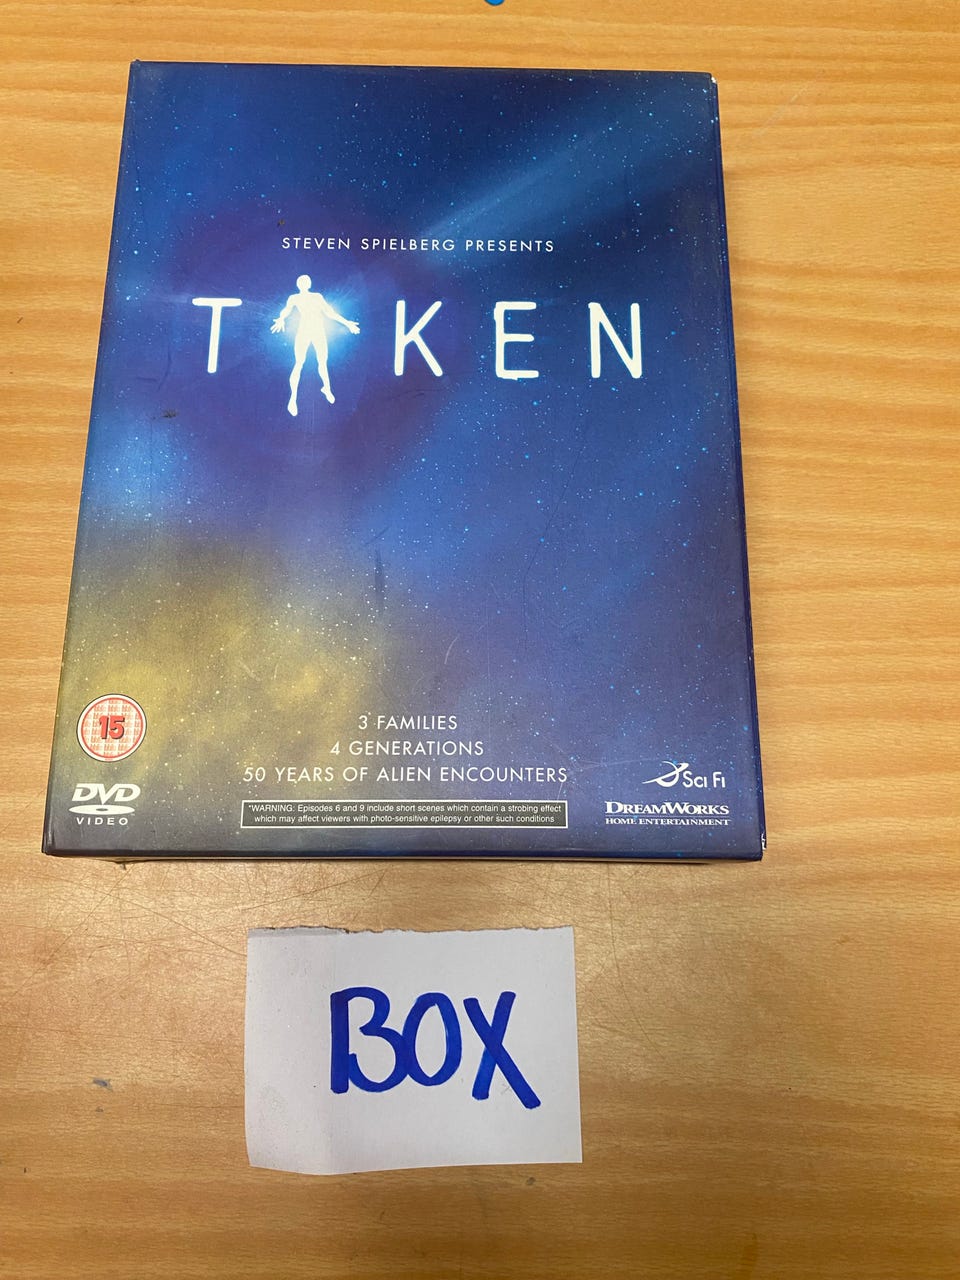 STEVEN SPIELBERG PRESENTS
TAKEN
3 FAMILIES
4 GENERATIONS
50 YEARS OF ALIEN ENCOUNTERS
15
DVD
VIDEO
*WARNING: Episodes 6 and 9 include short scenes which contain a strobing effect
which may affect viewers with photo-sensitive epilepsy or other such conditions
SCI FI
DREAMWORKS
HOME ENTERTAINMENT
BOX